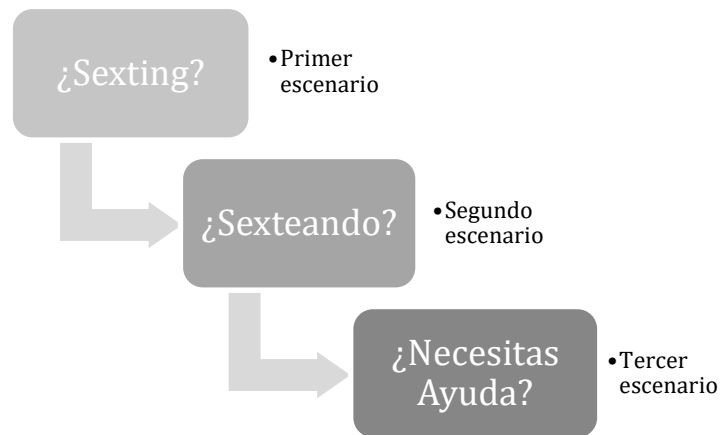 ¿Sexting?
•Primer
escenario
¿Sexteando?
•Segundo
escenario
¿Necesitas
Ayuda?
•Tercer
escenario